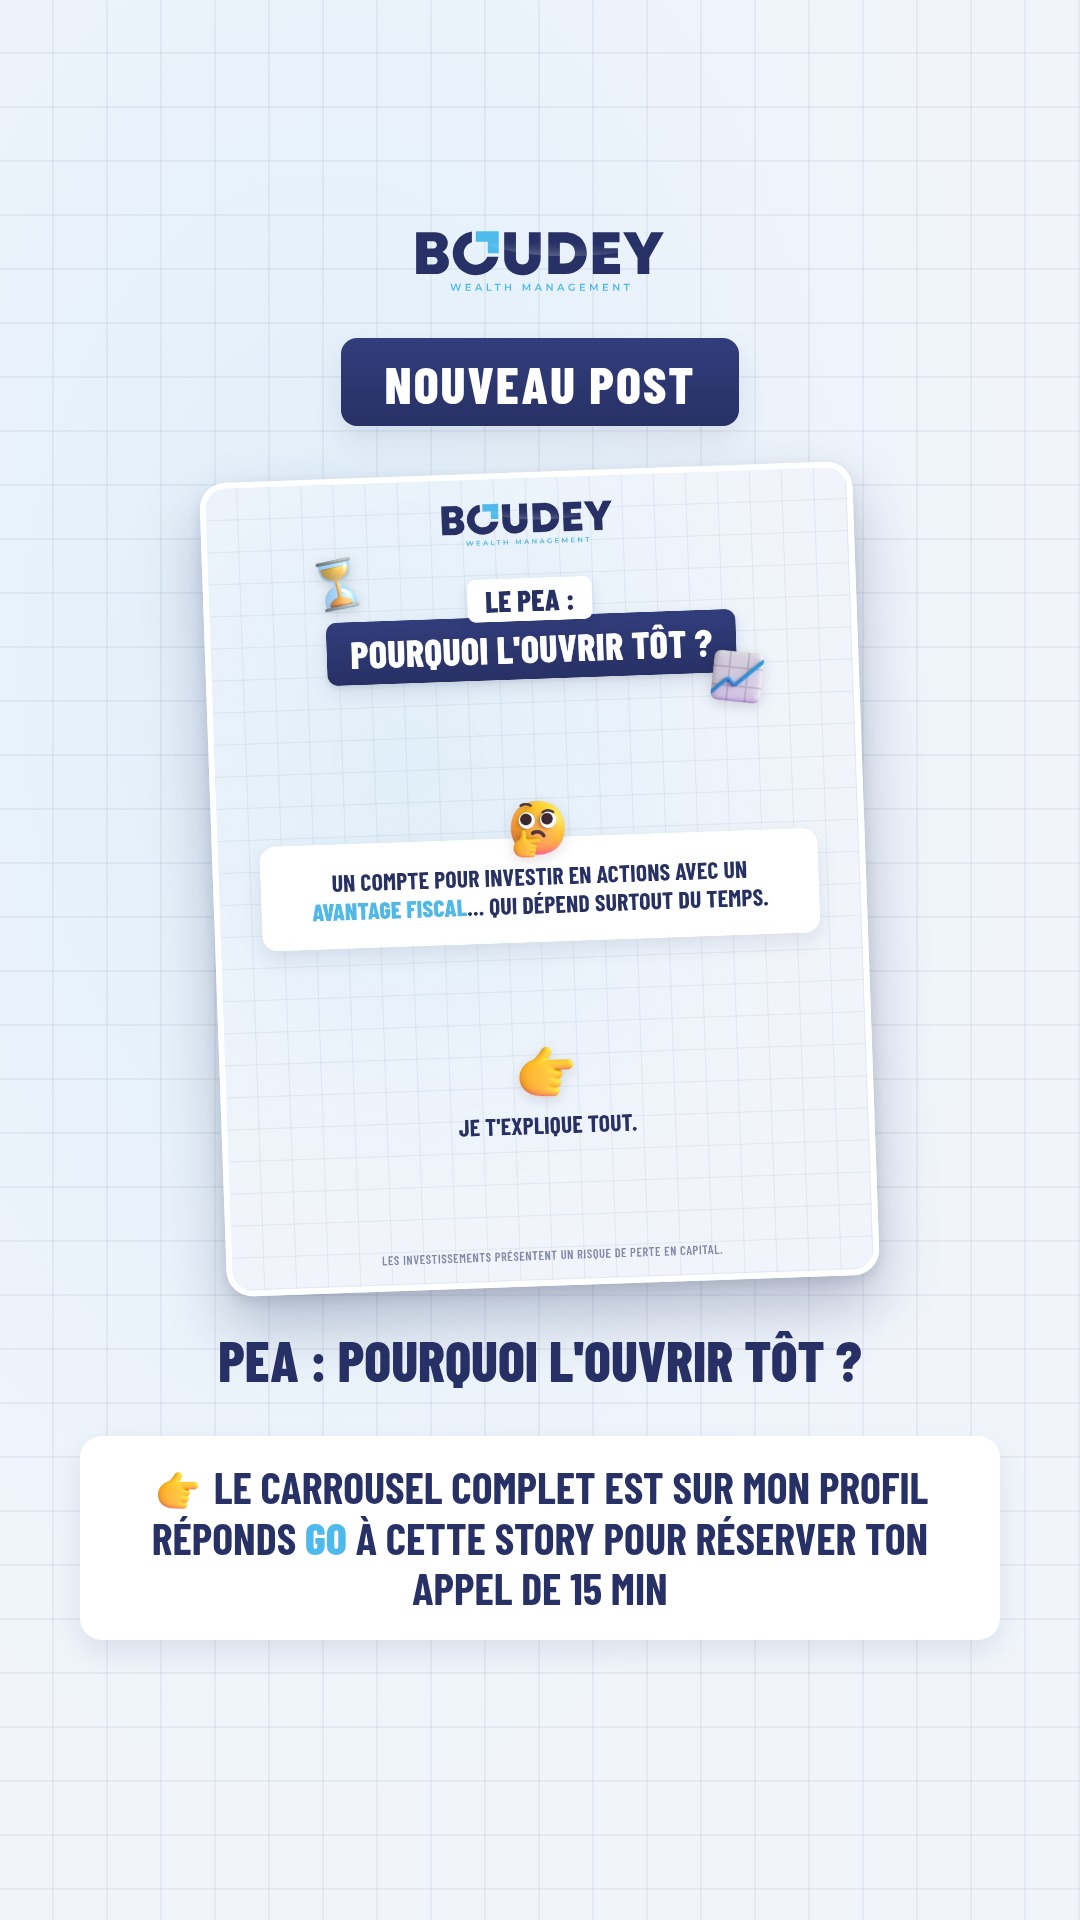 BOUDEY
WEALTH MANAGEMENT
NOUVEAU POST
BOUDEY
WEALTH MANAGEMENT
LE PEA :
POURQUOI L'OUVRIR TÔT ?
UN COMPTE POUR INVESTIR EN ACTIONS AVEC UN
AVANTAGE FISCAL... QUI DÉPEND SURTOUT DU TEMPS.
JE T'EXPLIQUE TOUT.
LES INVESTISSEMENTS PRÉSENTENT UN RISQUE DE PERTE EN CAPITAL.
PEA : POURQUOI L'OUVRIR TÔT ?
👉 LE CARROUSEL COMPLET EST SUR MON PROFIL
RÉPONDS GO À CETTE STORY POUR RÉSERVER TON
APPEL DE 15 MIN